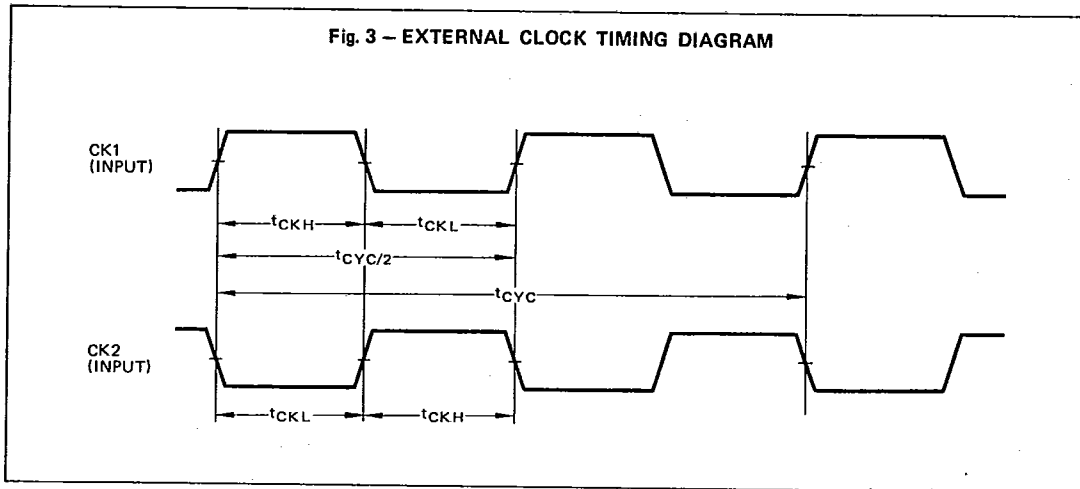 Fig. 3 – EXTERNAL CLOCK TIMING DIAGRAM
CK1
(INPUT)
tCKH
tCKL
tCYC/2
tCYC
CK2
(INPUT)
tCKL
tCKH